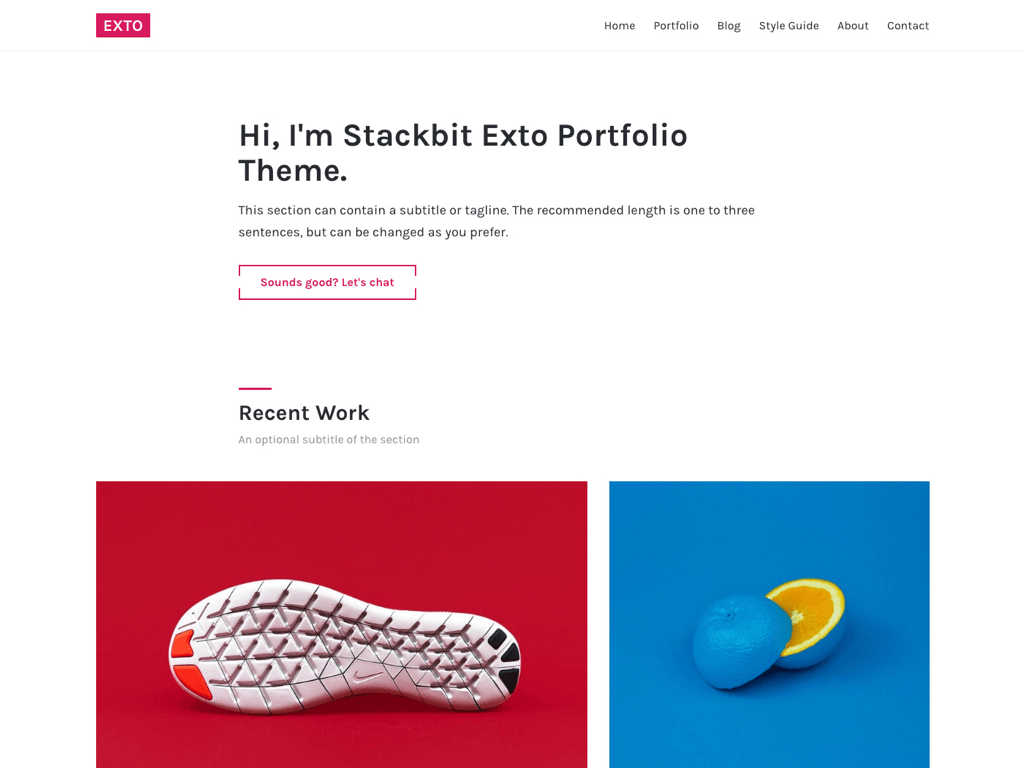 EXTO
Home Portfolio Blog Style Guide About Contact
Hi, I'm Stackbit Exto Portfolio
Theme.
This section can contain a subtitle or tagline. The recommended length is one to three
sentences, but can be changed as you prefer.
Sounds good? Let's chat
Recent Work
An optional subtitle of the section